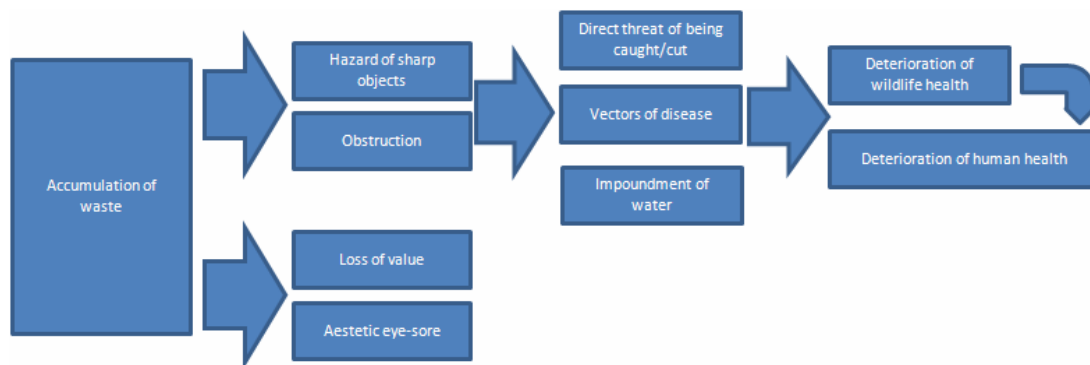 Accumulation of
waste
Hazard of sharp
objects
Obstruction
Loss of value
Aestetic eye-sore
Direct threat of being
caught/cut
Vectors of disease
Impoundment of
water
Deterioration of
wildlife health
Deterioration of human health